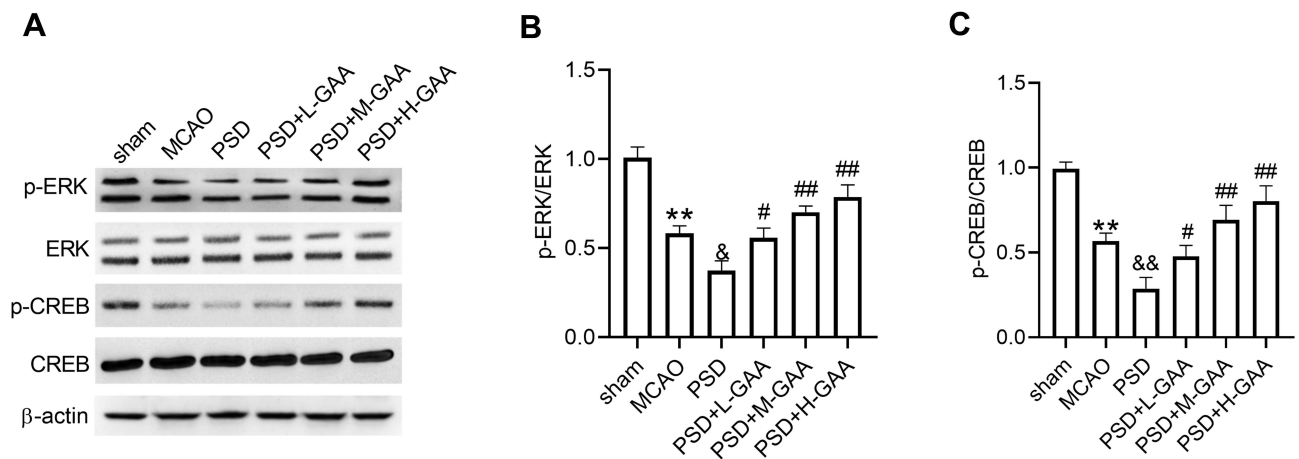 A
sham
MCAO
PSD
PSD+L-GAA
PSD+M-GAA
PSD+H-GAA
p-ERK
ERK
p-CREB
CREB
β-actin
B
p-ERK/ERK
1.5
1.0
0.5
0.0
**
&
#
##
##
sham
MCAO
PSD
PSD+L-GAA
PSD+M-GAA
PSD+H-GAA
C
p-CREB/CREB
1.5
1.0
0.5
0.0
**
&&
#
##
##
sham
MCAO
PSD
PSD+L-GAA
PSD+M-GAA
PSD+H-GAA